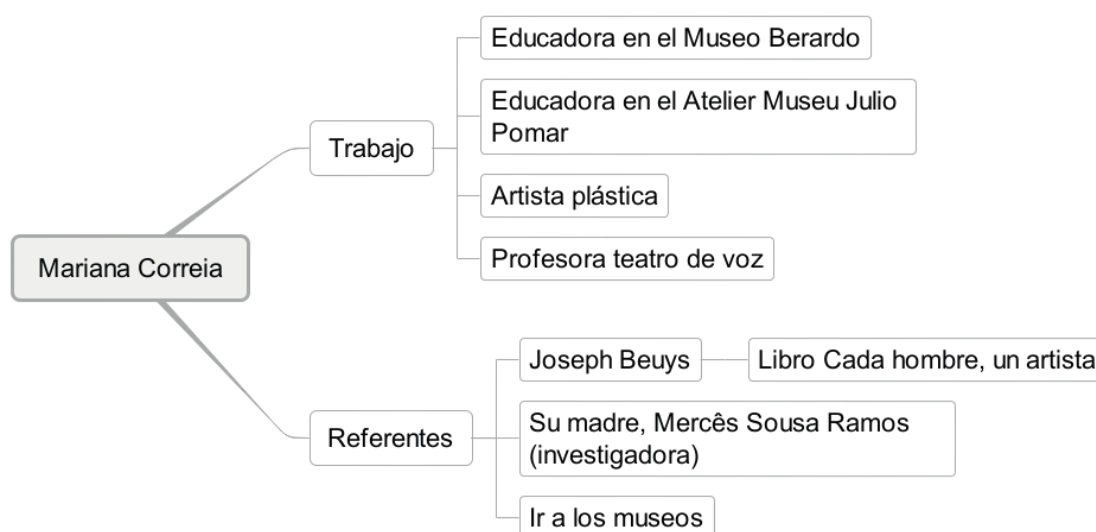 Mariana Correia
Trabajo
Educadora en el Museo Berardo
Educadora en el Atelier Museu Julio
Pomar
Artista plástica
Profesora teatro de voz
Referentes
Joseph Beuys
Libro Cada hombre, un artista
Su madre, Mercês Sousa Ramos
(investigadora)
Ir a los museos